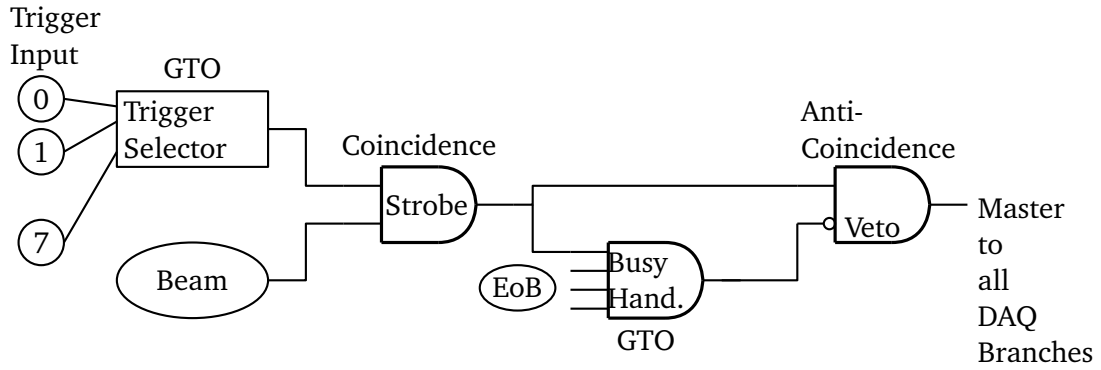 Trigger
Input
0
1
7
GTO
Trigger
Selector
Beam
Coincidence
Strobe
EoB
Busy
Hand.
GTO
Anti-
Coincidence
Veto
Master
to
all
DAQ
Branches